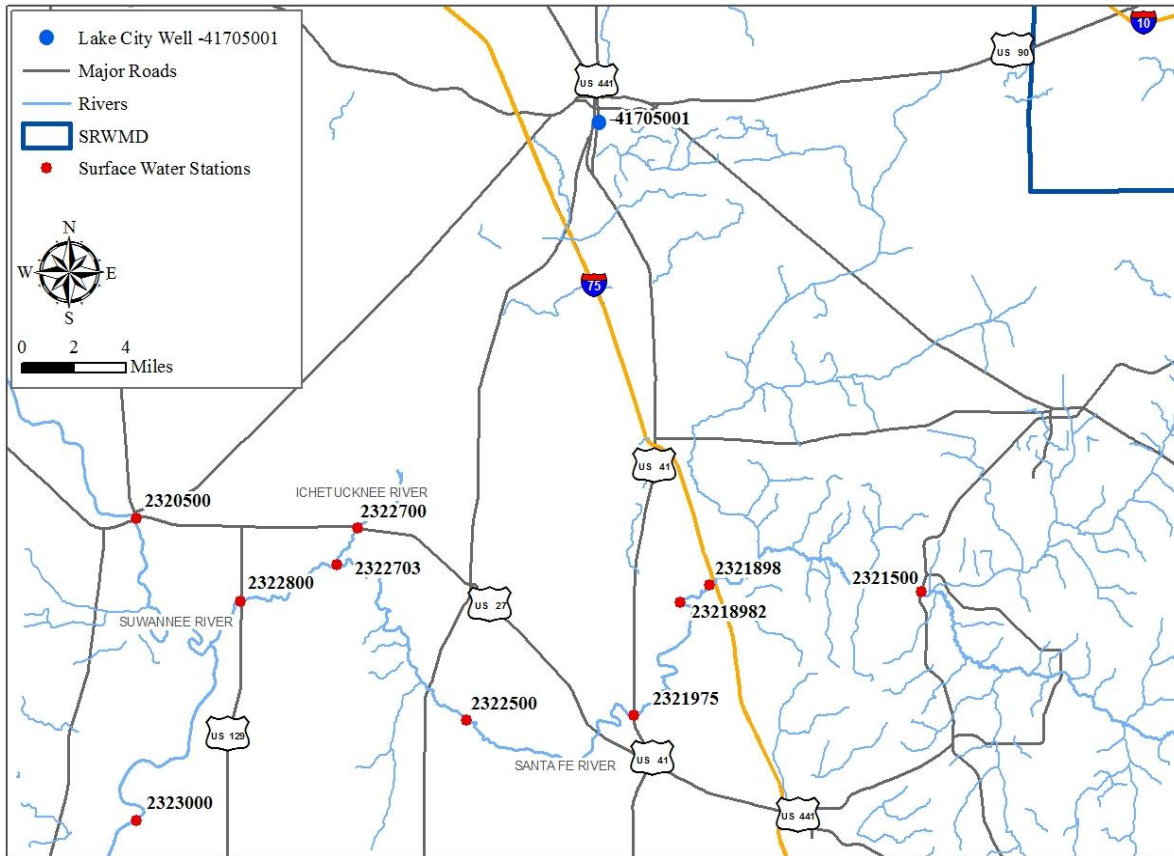 Lake City Well -41705001
Major Roads
Rivers
SRWMD
Surface Water Stations
N
W E
S
0 2 4
Miles
10
US 90
US 441
-41705001
75
US 41
2320500
ICHETUCKNEE RIVER
2322700
2322703
2322800
SUWANNEE RIVER
2321898
23218982
2321500
US 27
2321975
2322500
US 129
SANTA FE RIVER
US 41
2323000
US 441